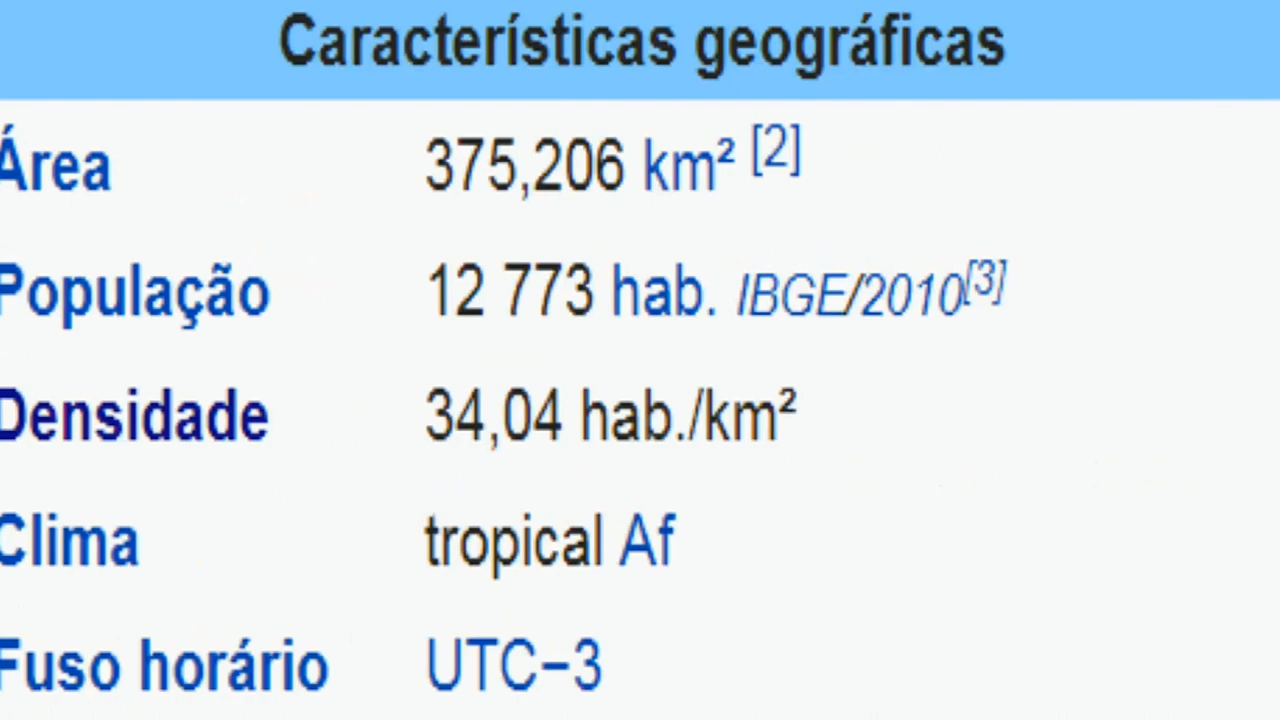 Características geográficas
Área 375,206 km² [2]
População 12 773 hab. IBGE/2010[3]
Densidade 34,04 hab./km²
Clima tropical Af
Fuso horário UTC−3